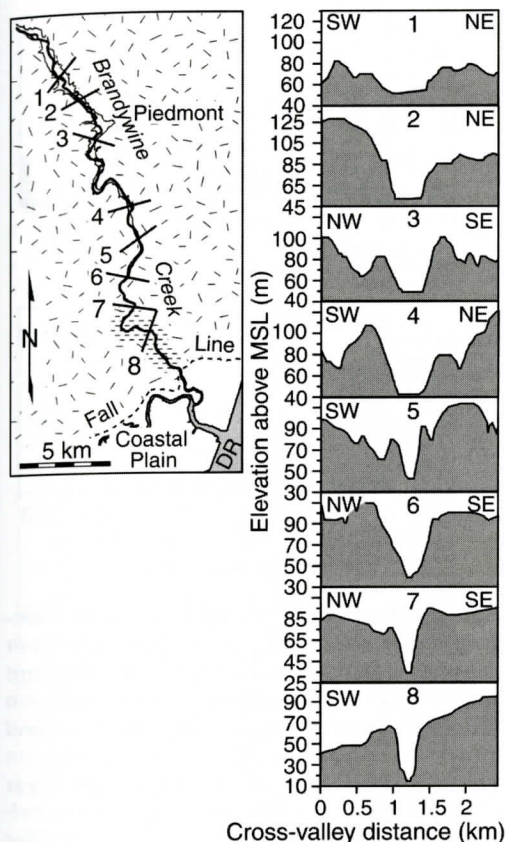 1
2
Brandywine
Piedmont
3
4
5
6
Creek
7
N
8
Line
Fall
5 km
Coastal
Plain
DR
Elevation above MSL (m)
SW 1 NE
120
100
80
60
40
2 NE
125
105
85
65
45
NW 3 SE
100
80
60
40
SW 4 NE
100
80
60
40
SW 5 NE
90
70
50
30
NW 6 SE
90
70
50
30
NW 7 SE
85
65
45
25
SW 8
90
70
50
30
10
0 0.5 1 1.5 2
Cross-valley distance (km)